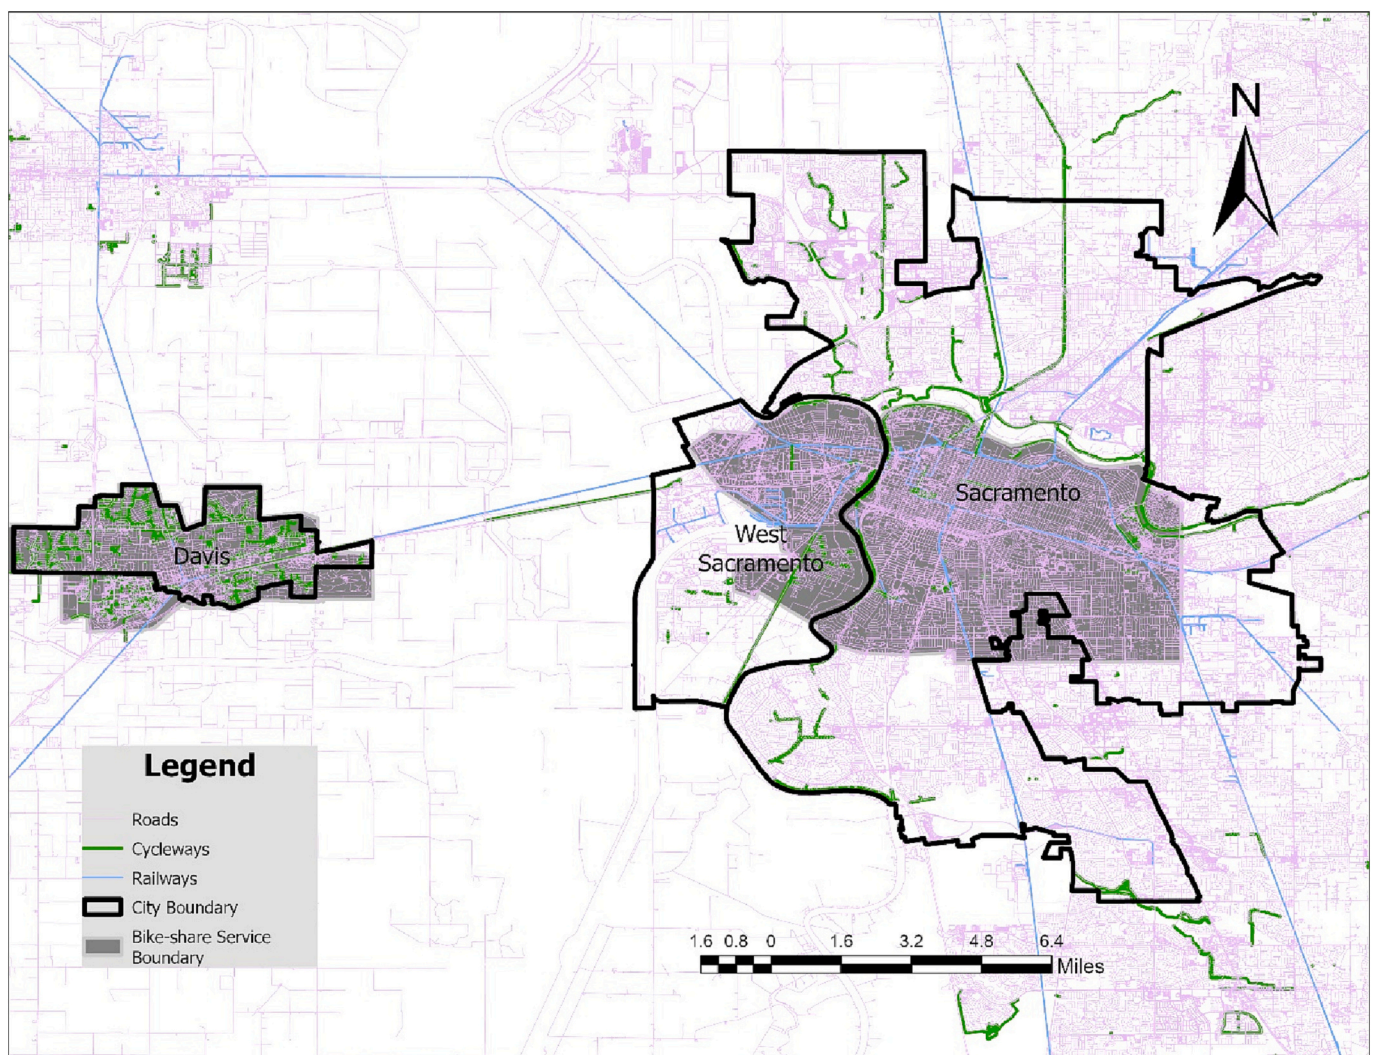 N
Sacramento
West
Sacramento
Davis
Legend
Roads
Cycleways
Railways
City Boundary
Bike-share Service
Boundary
1.6 0.8 0 1.6 3.2 4.8 6.4
Miles